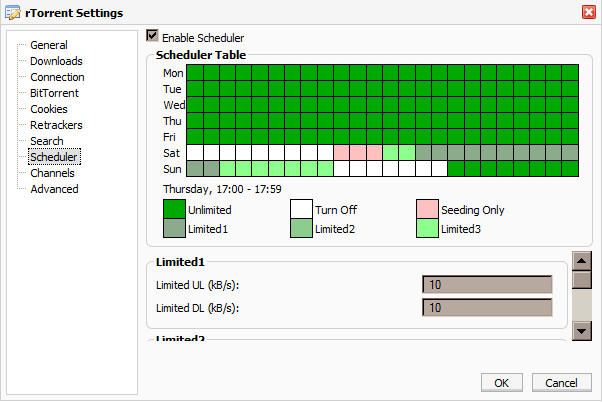 rTorrent Settings
General
Downloads
Connection
BitTorrent
Cookies
Retrackers
Search
Scheduler
Channels
Advanced
Enable Scheduler
Scheduler Table
Mon
Tue
Wed
Thu
Fri
Sat
Sun
Thursday, 17:00 - 17:59
Unlimited
Turn Off
Seeding Only
Limited1
Limited2
Limited3
Limited1
Limited UL (kB/s):
10
Limited DL (kB/s):
10
Limited2
OK
Cancel